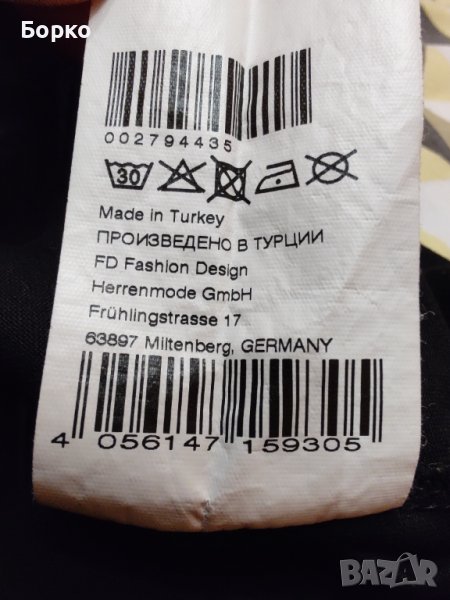 Борко
002794435
30
Made in Turkey
ПРОИЗВЕДЕНО В ТУРЦИИ
FD Fashion Design
Herrenmode GmbH
Frühlingstrasse 17
63897 Miltenberg, GERMANY
4 056147 159305
BAZAR